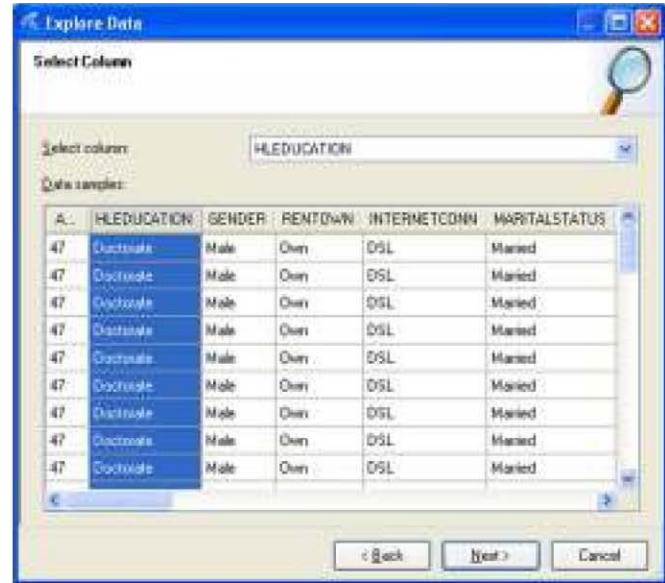 Explore Data
Select Column
Select column: HLEDUCATION
Data samples:
A... HLEDUCATION GENDER RENTOWN INTERNETCONN MARITALSTATUS
47 Doctorate Male Own DSL Married
47 Doctorate Male Own DSL Married
47 Doctorate Male Own DSL Married
47 Doctorate Male Own DSL Married
47 Doctorate Male Own DSL Married
47 Doctorate Male Own DSL Married
47 Doctorate Male Own DSL Married
47 Doctorate Male Own DSL Married
47 Doctorate Male Own DSL Married
< Back Next > Cancel